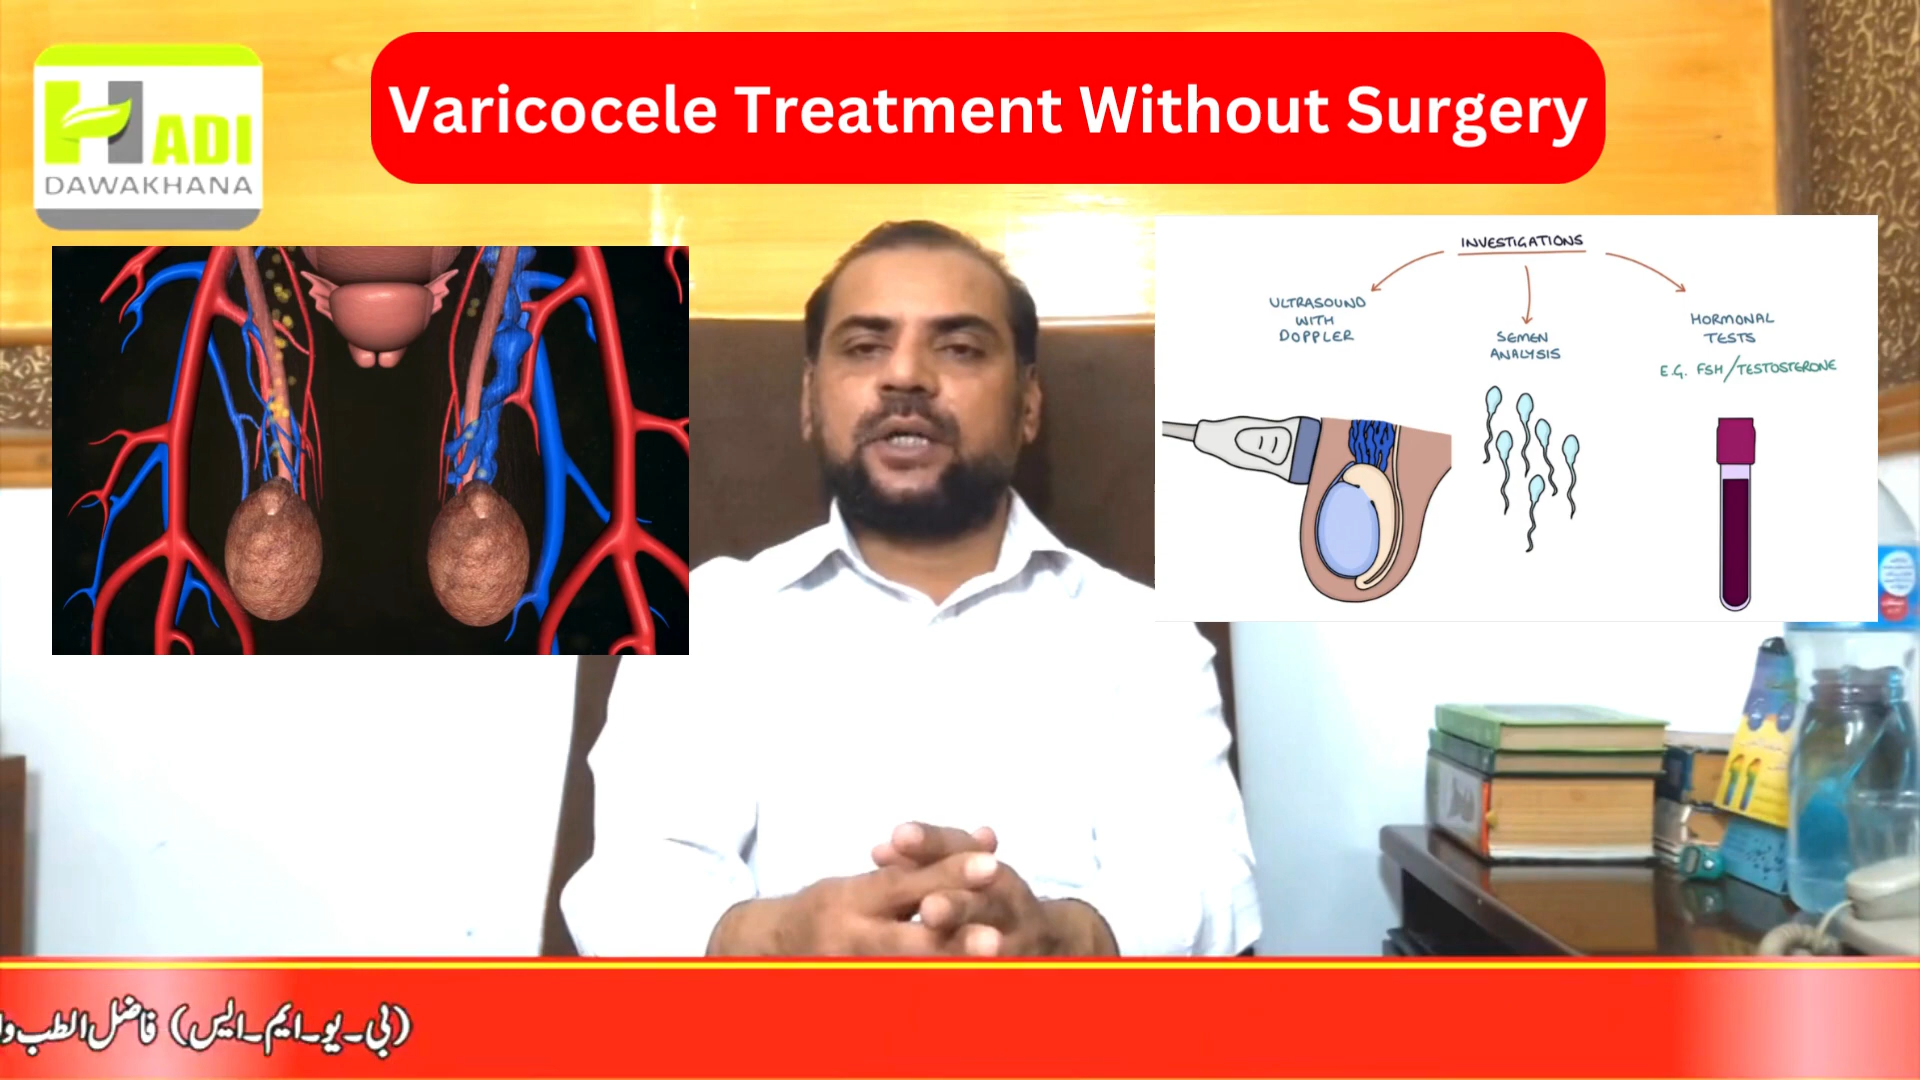 HADI
DAWAKHANA
Varicocele Treatment Without Surgery
INVESTIGATIONS
ULTRASOUND
WITH
DOPPLER
SEMEN
ANALYSIS
HORMONAL
TESTS
E.G. FSH/TESTOSTERONE
(بی-یو-ایم-ایس) فاضل الطب